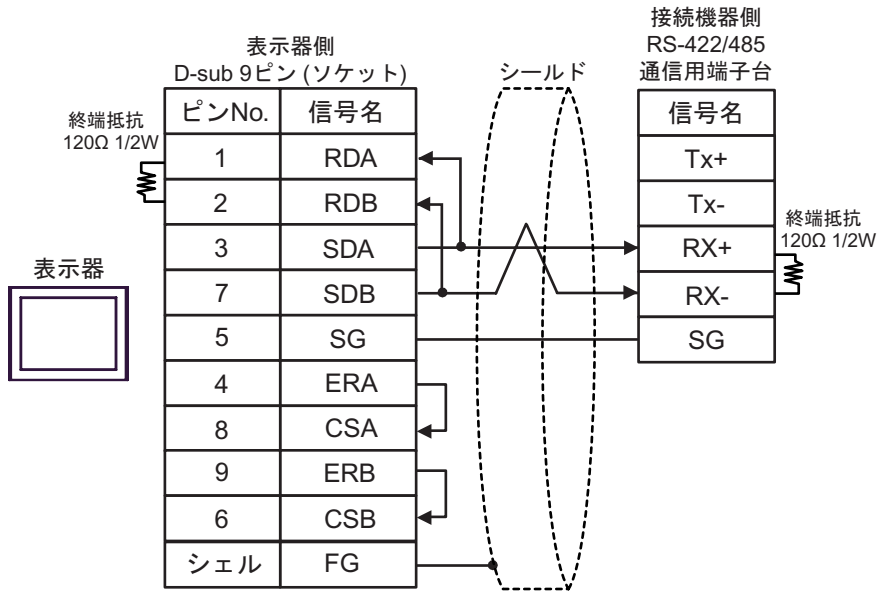 接続機器側
RS-422/485
通信用端子台
表示器側
D-sub 9ピン (ソケット)
シールド
終端抵抗
120Ω 1/2W
ピンNo. 信号名
1 RDA
2 RDB
3 SDA
7 SDB
5 SG
4 ERA
8 CSA
9 ERB
6 CSB
シェル FG
信号名
Tx+
Tx-
RX+
RX-
SG
終端抵抗
120Ω 1/2W
表示器